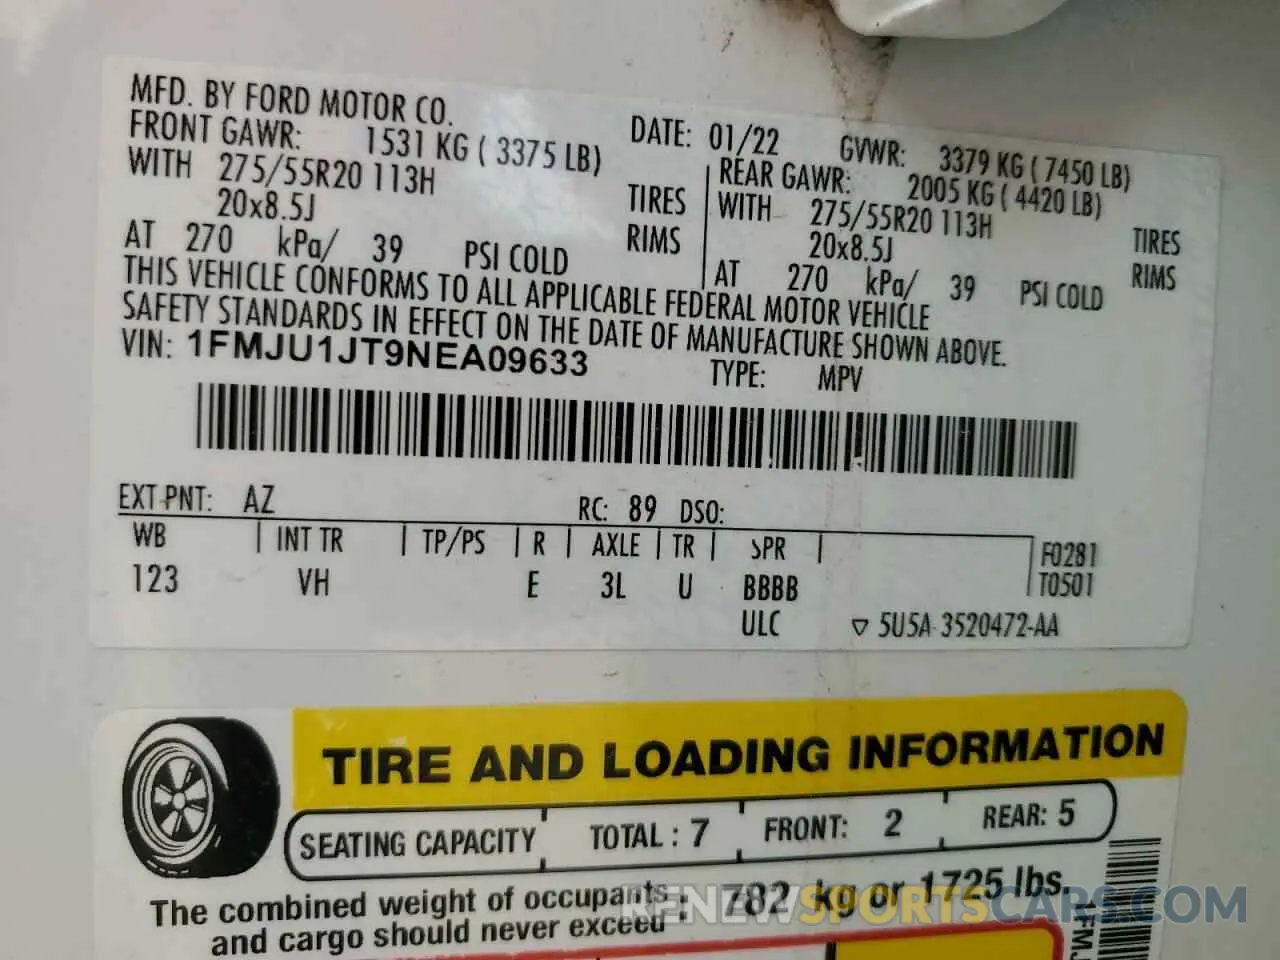 MFD. BY FORD MOTOR CO.
DATE: 01/22 GVWR: 3379 KG ( 7450 LB)
FRONT GAWR: 1531 KG ( 3375 LB)
REAR GAWR: 2005 KG ( 4420 LB)
WITH 275/55R20 113H TIRES
WITH 275/55R20 113H TIRES
20x8.5J RIMS
20x8.5J RIMS
AT 270 kPa/ 39 PSI COLD
AT 270 kPa/ 39 PSI COLD
THIS VEHICLE CONFORMS TO ALL APPLICABLE FEDERAL MOTOR VEHICLE
SAFETY STANDARDS IN EFFECT ON THE DATE OF MANUFACTURE SHOWN ABOVE.
VIN: 1FMJU1JT9NEA09633 TYPE: MPV
EXT PNT: AZ RC: 89 DSO:
WB INT TR TP/PS R AXLE TR SPR F0281
123 VH E 3L U BBBB T0501
ULC 5U5A-3520472-AA
TIRE AND LOADING INFORMATION
SEATING CAPACITY TOTAL : 7 FRONT: 2 REAR: 5
The combined weight of occupants : 782 kg or 1725 lbs.
and cargo should never exceed
RENEWSPORTSCARS.COM